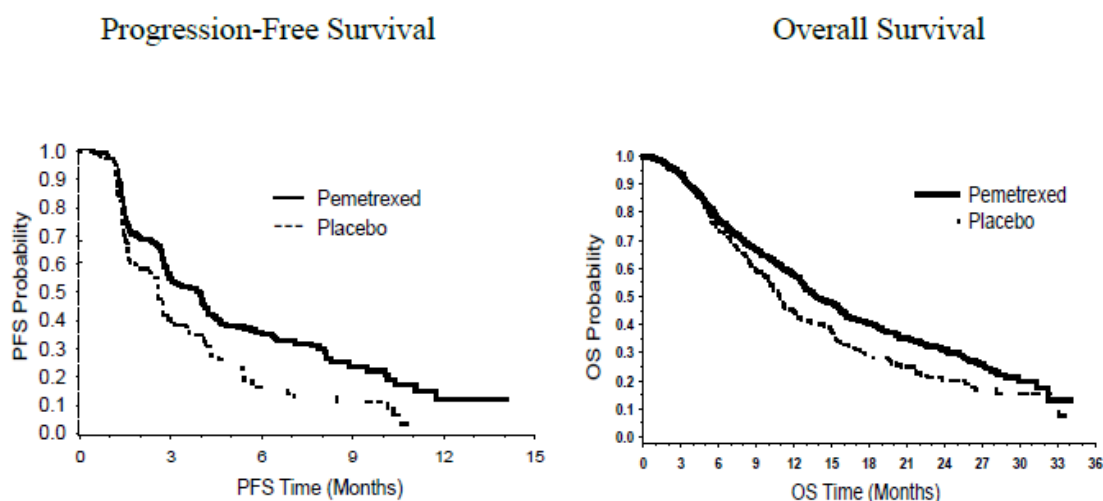 Progression-Free Survival
1.0
0.9
0.8
0.7
0.6
0.5
0.4
0.3
0.2
0.1
0.0
PFS Probability
Pemetrexed
Placebo
0 3 6 9 12 15
PFS Time (Months)
Overall Survival
1.0
0.9
0.8
0.7
0.6
0.5
0.4
0.3
0.2
0.1
0.0
OS Probability
Pemetrexed
Placebo
0 3 6 9 12 15 18 21 24 27 30 33 36
OS Time (Months)